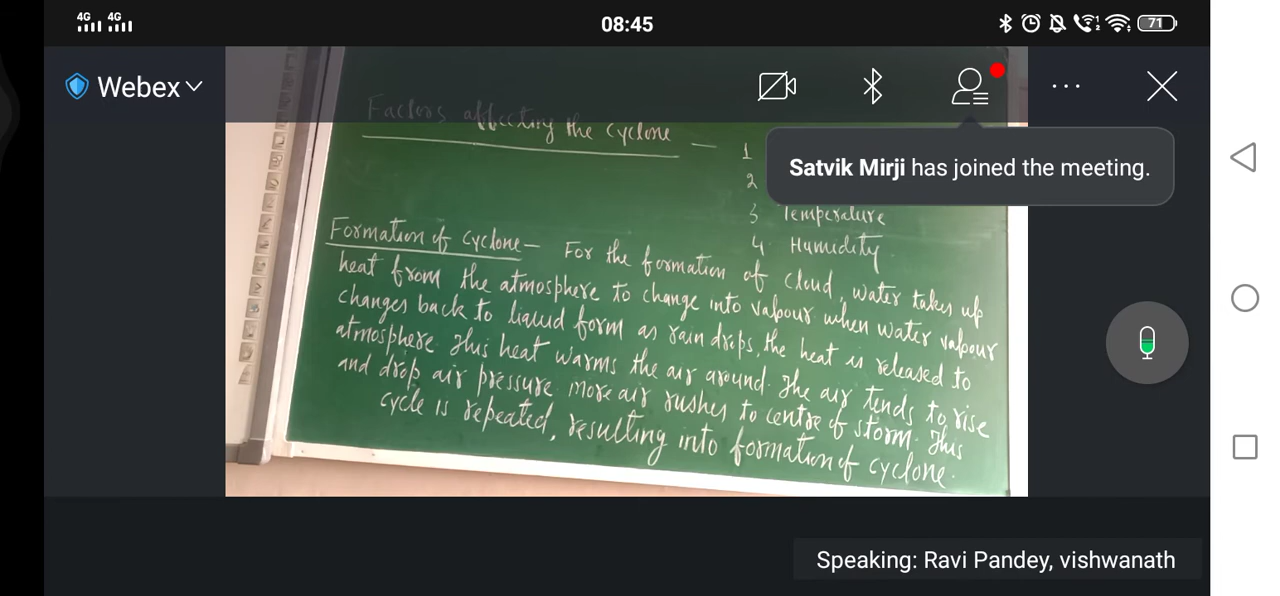 4G 4G
08:45
71
Webex
Satvik Mirji has joined the meeting.
Factors affecting the cyclone — 1
2
3 Temperature
4. Humidity
Formation of cyclone — For the formation of cloud, water takes up
heat from the atmosphere to change into vapour when water vapour
changes back to liquid form as rain drops, the heat is released to
atmosphere. This heat warms the air around. The air tends to rise
and drop air pressure. More air rushes to centre of storm. This
cycle is repeated, resulting into formation of cyclone.
Speaking: Ravi Pandey, vishwanath